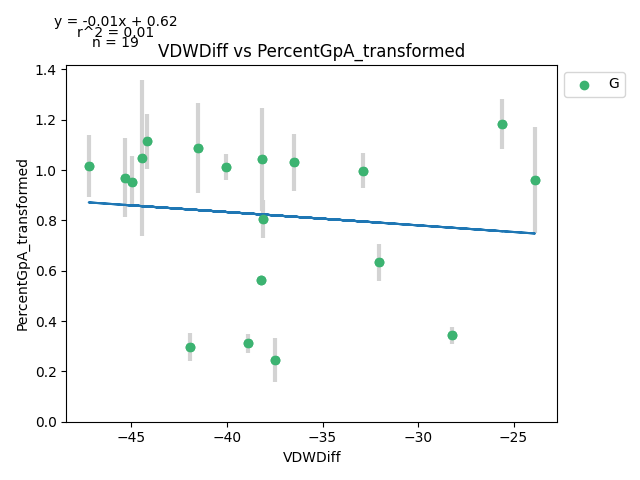 y = -0.01x + 0.62
r^2 = 0.01
n = 19
VDWDiff vs PercentGpA_transformed
G
PercentGpA_transformed
1.4
1.2
1.0
0.8
0.6
0.4
0.2
0.0
−45
−40
−35
−30
−25
VDWDiff